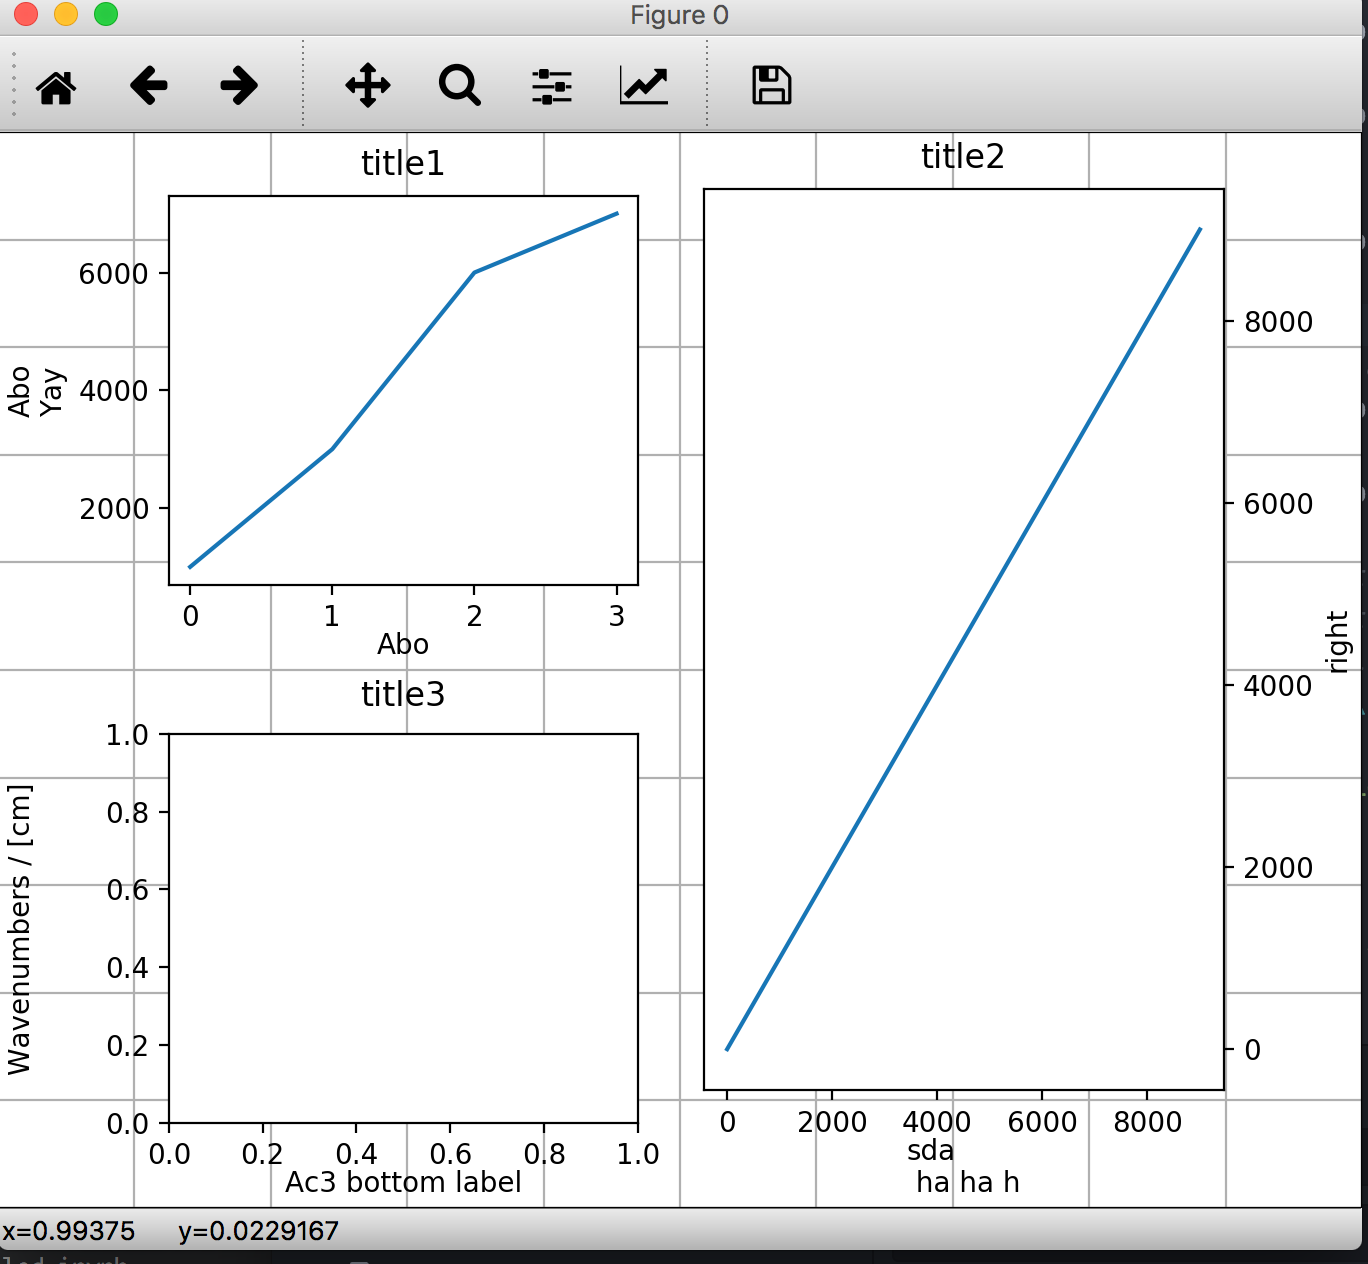 Figure 0
title1
6000
4000
2000
Abo
Yay
0 1 2 3
Abo
title2
8000
6000
4000
2000
0
right
0 2000 4000 6000 8000
sda
ha ha h
title3
1.0
0.8
0.6
0.4
0.2
0.0
Wavenumbers / [cm]
0.0 0.2 0.4 0.6 0.8 1.0
Ac3 bottom label
x=0.99375 y=0.0229167